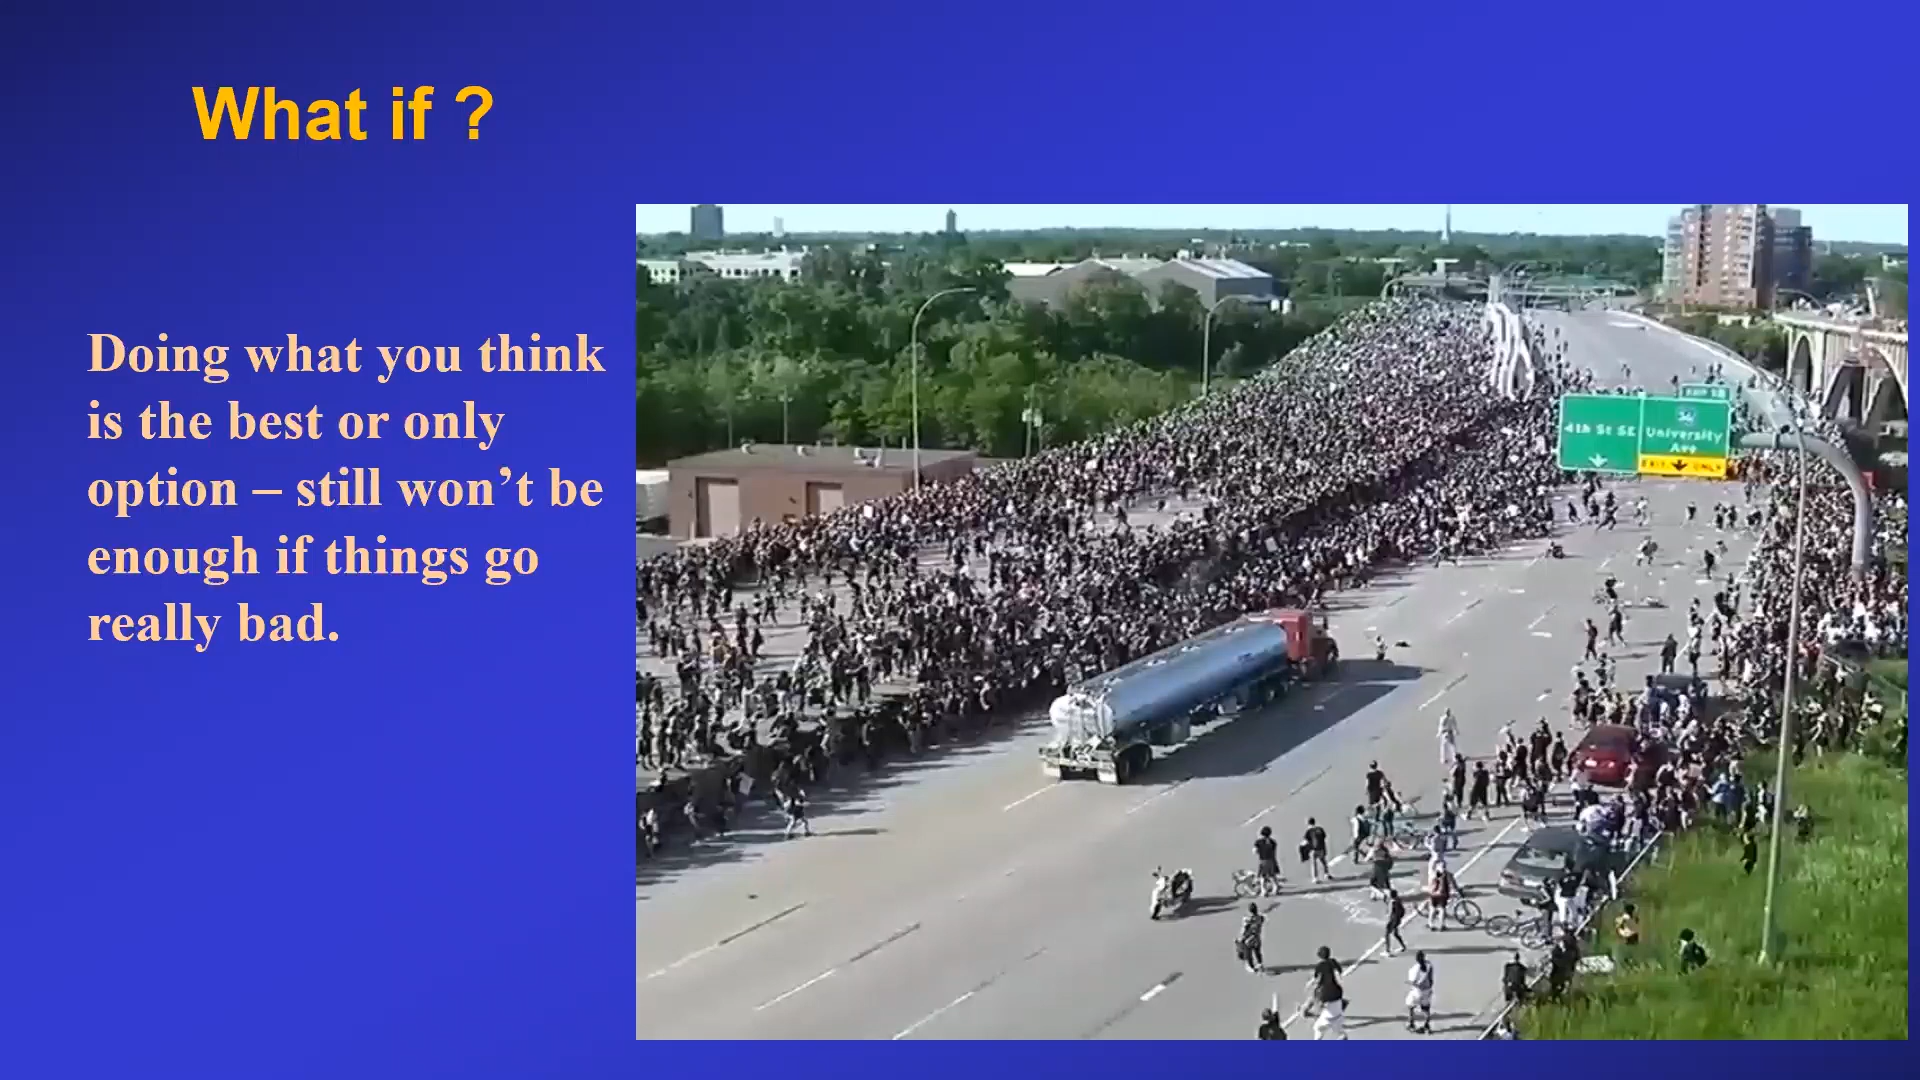 What if ?
Doing what you think
is the best or only
option – still won’t be
enough if things go
really bad.
4th St SE
University
Ave
EXIT ONLY